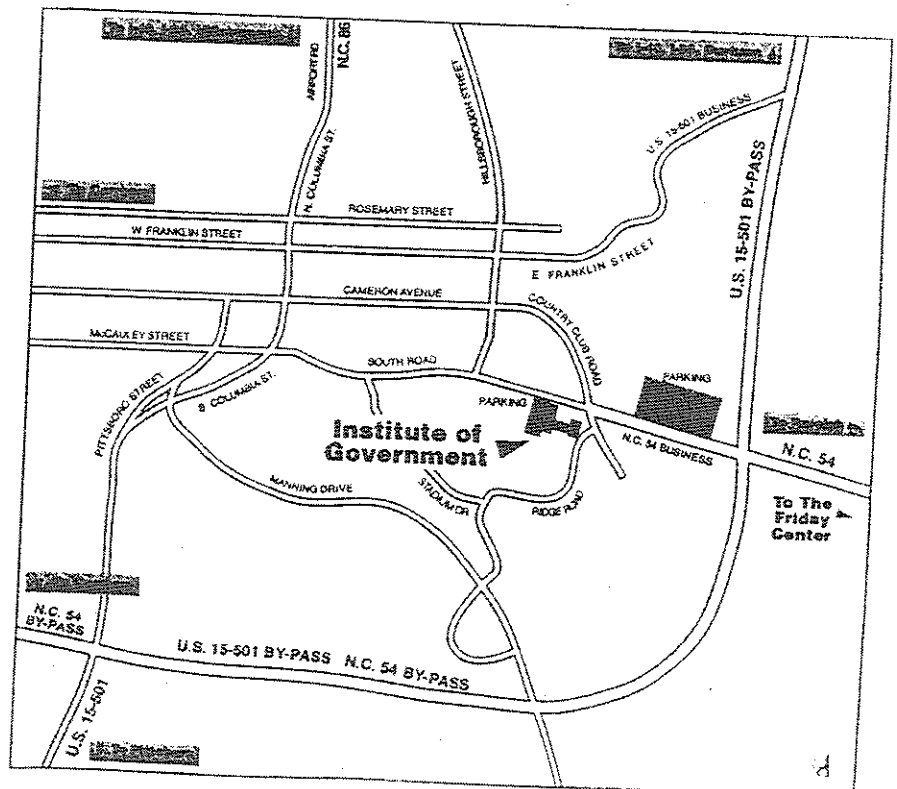 AIRPORT RD
N.C. 86
HILLSBOROUGH STREET
U.S. 15-501 BUSINESS
N. COLUMBIA ST.
U.S. 15-501 BY-PASS
ROSEMARY STREET
W FRANKLIN STREET
E FRANKLIN STREET
CAMERON AVENUE
COUNTRY CLUB ROAD
McCAULEY STREET
SOUTH ROAD
PARKING
PARKING
PITTSBORO STREET
S COLUMBIA ST.
Institute of
Government
N.C. 54 BUSINESS
N.C. 54
MANNING DRIVE
STADIUM DR
RIDGE ROAD
To The
Friday
Center
N.C. 54
BY-PASS
U.S. 15-501 BY-PASS N.C. 54 BY-PASS
U.S. 15-501